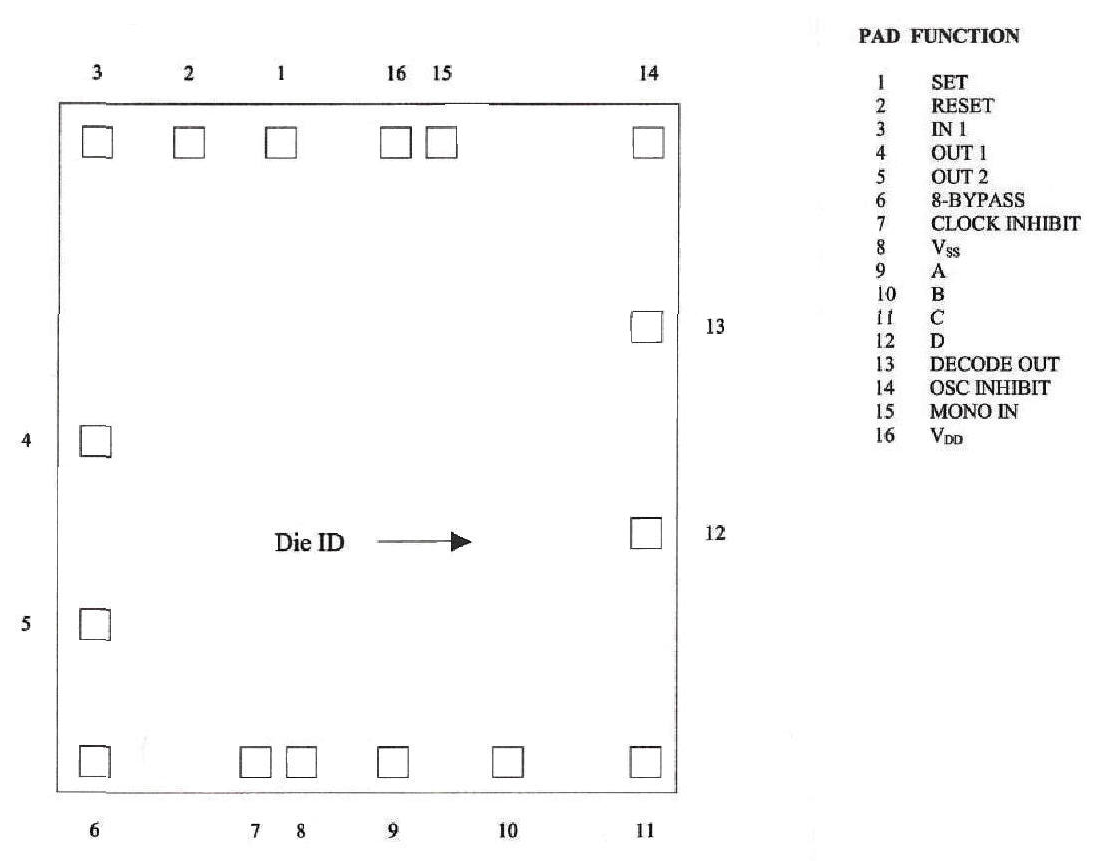 3 2 1 16 15 14
13
4
Die ID
12
5
6 7 8 9 10 11
PAD FUNCTION
1 SET
2 RESET
3 IN 1
4 OUT 1
5 OUT 2
6 8-BYPASS
7 CLOCK INHIBIT
8 VSS
9 A
10 B
11 C
12 D
13 DECODE OUT
14 OSC INHIBIT
15 MONO IN
16 VDD